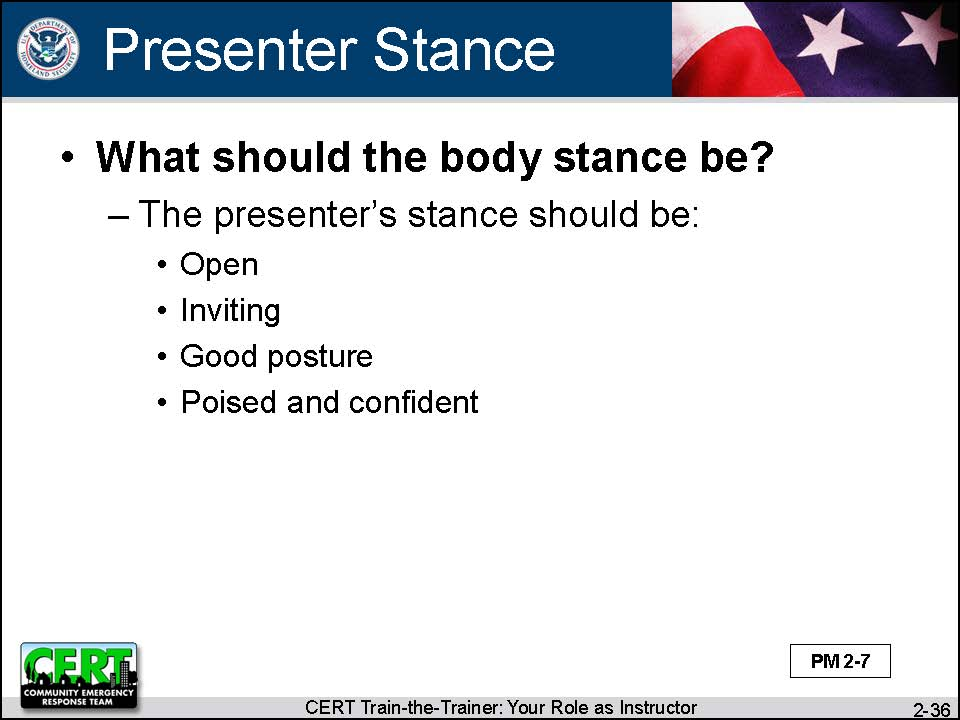 U.S. DEPARTMENT OF HOMELAND SECURITY
Presenter Stance
• What should the body stance be?
– The presenter’s stance should be:
• Open
• Inviting
• Good posture
• Poised and confident
CERT
COMMUNITY EMERGENCY
RESPONSE TEAM
PM 2-7
CERT Train-the-Trainer: Your Role as Instructor
2-36